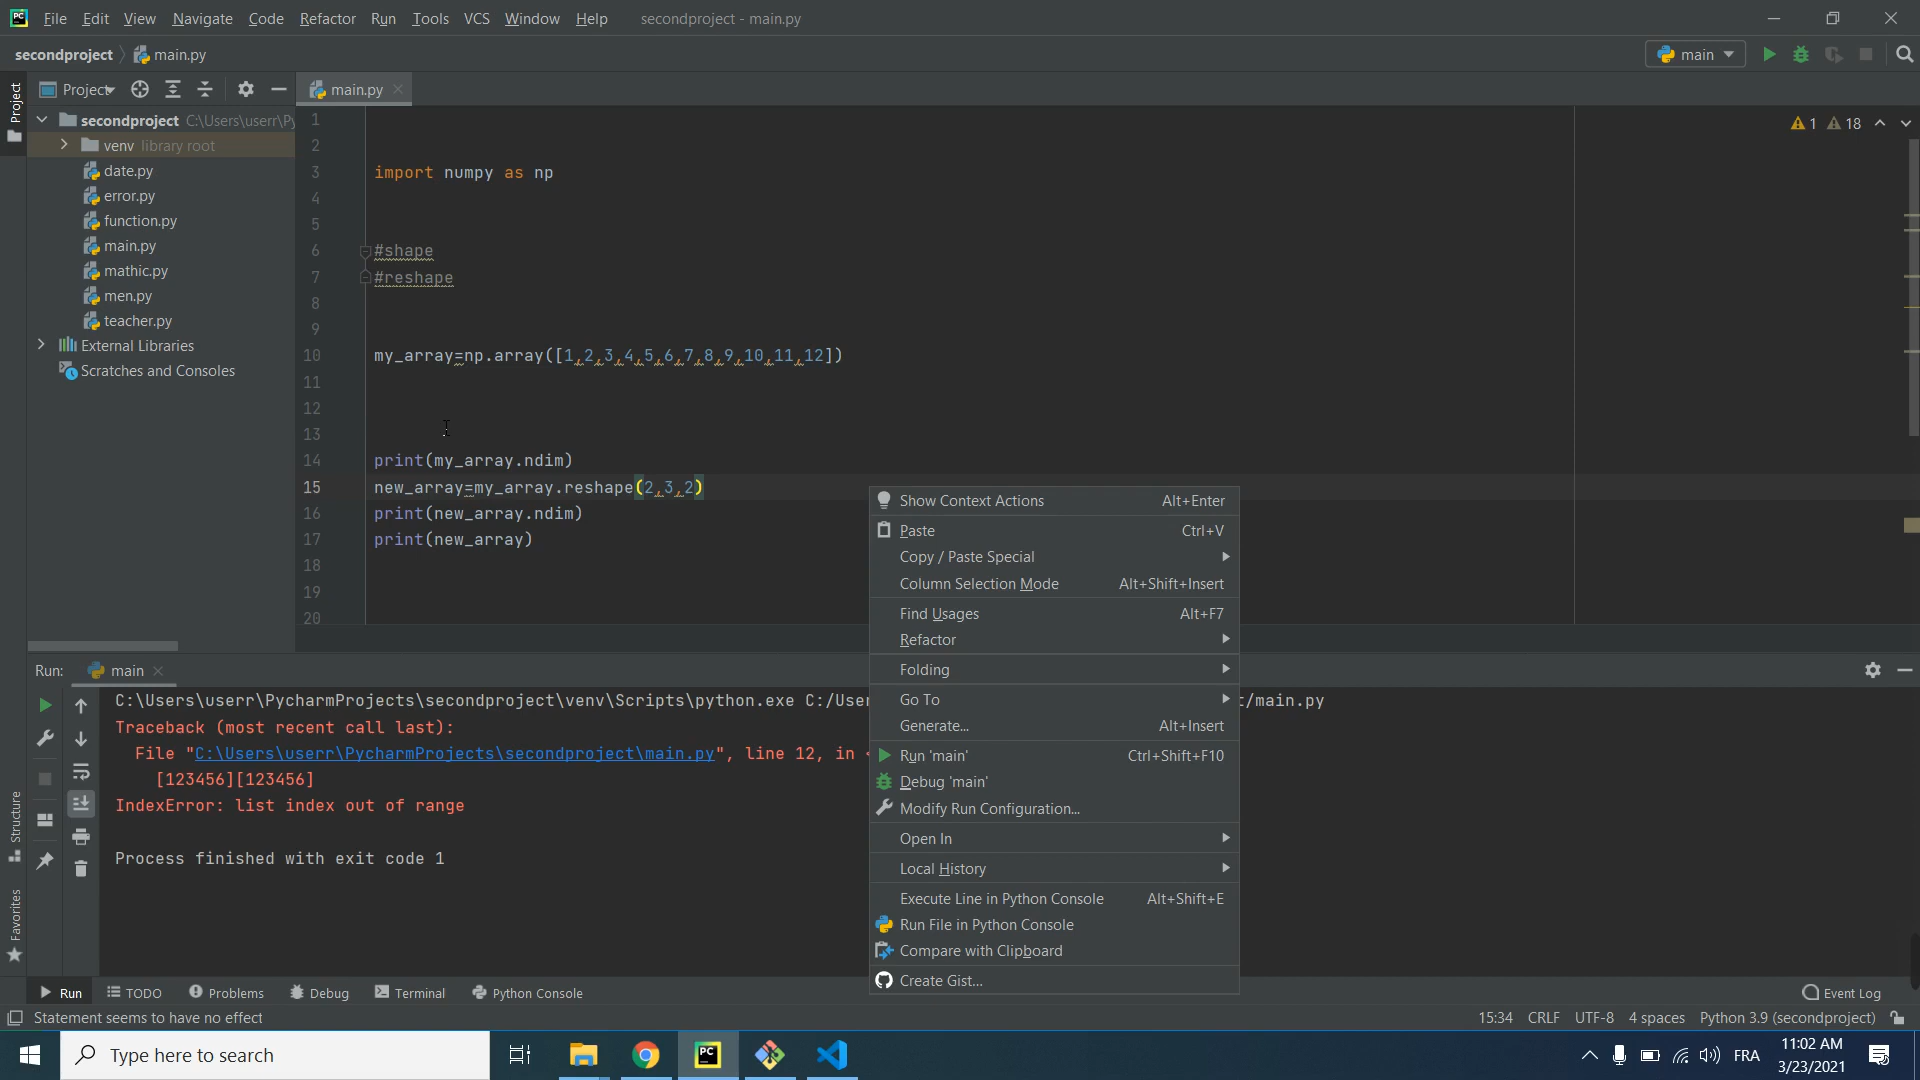 File Edit View Navigate Code Refactor Run Tools VCS Window Help secondproject - main.py
secondproject main.py main
Project main.py
Project
secondproject C:\Users\userr\Py
venv library root
date.py
error.py
function.py
main.py
mathic.py
men.py
teacher.py
External Libraries
Scratches and Consoles
1 18
1
2
3 import numpy as np
4
5
6 #shape
7 #reshape
8
9
10 my_array=np.array([1,2,3,4,5,6,7,8,9,10,11,12])
11
12
13
14 print(my_array.ndim)
15 new_array=my_array.reshape(2,3,2)
16 print(new_array.ndim)
17 print(new_array)
18
19
20
Show Context Actions Alt+Enter
Paste Ctrl+V
Copy / Paste Special
Column Selection Mode Alt+Shift+Insert
Find Usages Alt+F7
Refactor
Folding
Go To
Generate... Alt+Insert
Run 'main' Ctrl+Shift+F10
Debug 'main'
Modify Run Configuration...
Open In
Local History
Execute Line in Python Console Alt+Shift+E
Run File in Python Console
Compare with Clipboard
Create Gist...
Run: main
C:\Users\userr\PycharmProjects\secondproject\venv\Scripts\python.exe C:/User t/main.py
Traceback (most recent call last):
File "C:\Users\userr\PycharmProjects\secondproject\main.py", line 12, in <
[123456][123456]
IndexError: list index out of range
Process finished with exit code 1
Structure
Favorites
Run TODO Problems Debug Terminal Python Console Event Log
Statement seems to have no effect 15:34 CRLF UTF-8 4 spaces Python 3.9 (secondproject)
Type here to search PC FRA 11:02 AM
3/23/2021